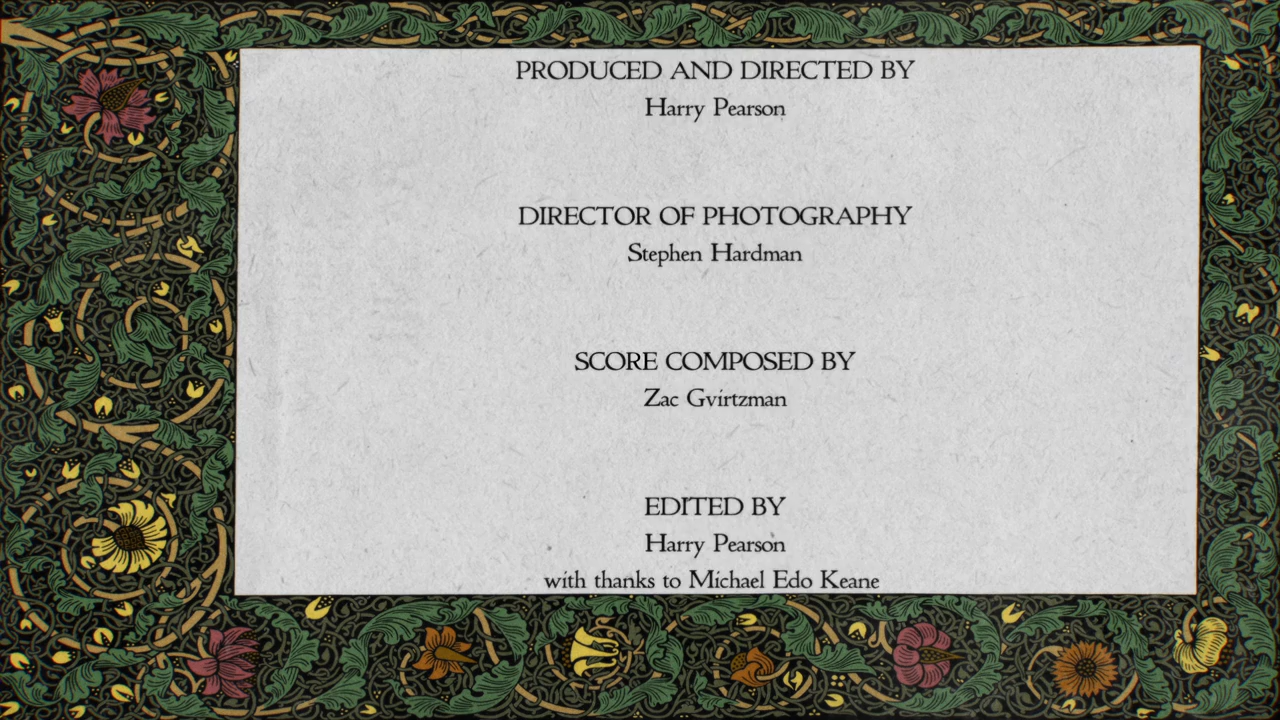 PRODUCED AND DIRECTED BY
Harry Pearson
DIRECTOR OF PHOTOGRAPHY
Stephen Hardman
SCORE COMPOSED BY
Zac Gvirtzman
EDITED BY
Harry Pearson
with thanks to Michael Edo Keane